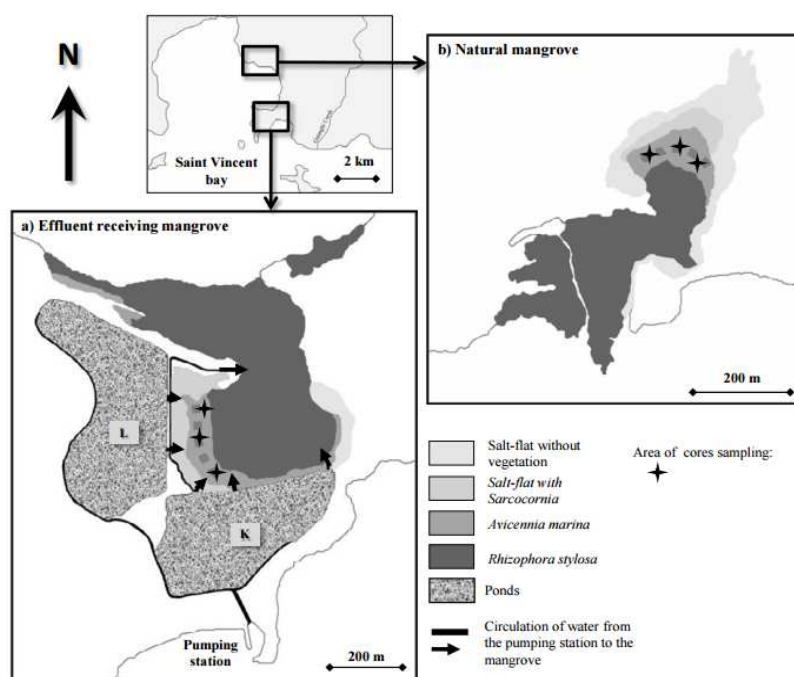 N
Saint Vincent
bay
2 km
b) Natural mangrove
200 m
a) Effluent receiving mangrove
L
K
Pumping
station
200 m
Salt-flat without
vegetation
Salt-flat with
Sarcocornia
Avicennia marina
Rhizophora stylosa
Ponds
Circulation of water from
the pumping station to the
mangrove
Area of cores sampling: